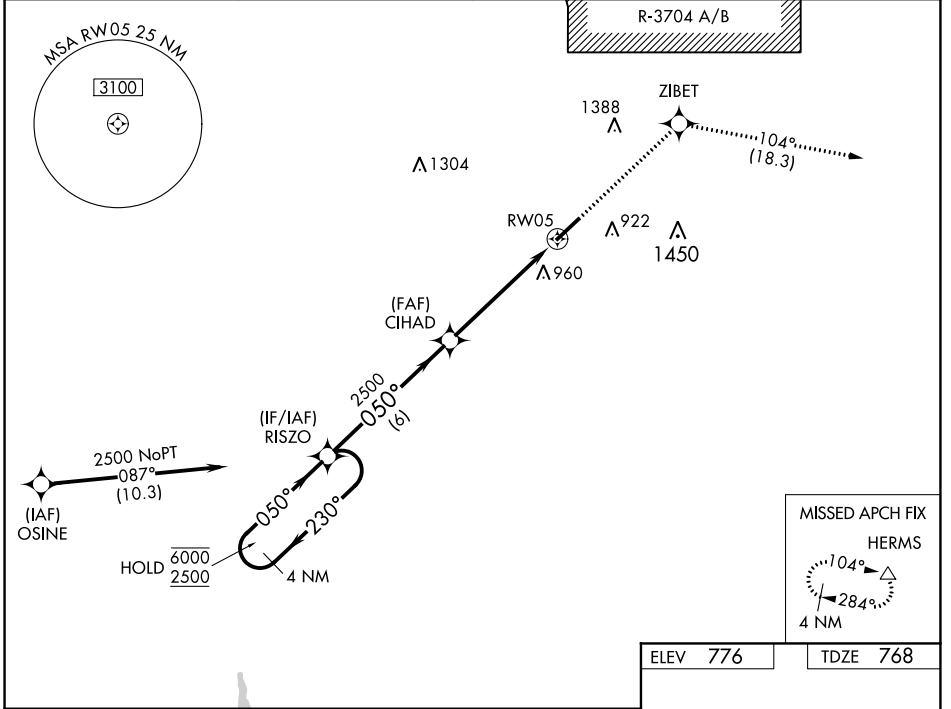 R-3704 A/B
MSA RW05 25 NM
3100
ZIBET
1388
104°
(18.3)
1304
RW05
922
1450
960
(FAF)
CIHAD
2500
050°
(6)
(IF/IAF)
RISZO
2500 NoPT
087°
(10.3)
(IAF)
OSINE
050°
230°
HOLD
6000
2500
4 NM
MISSED APCH FIX
HERMS
104°
284°
4 NM
ELEV 776
TDZE 768